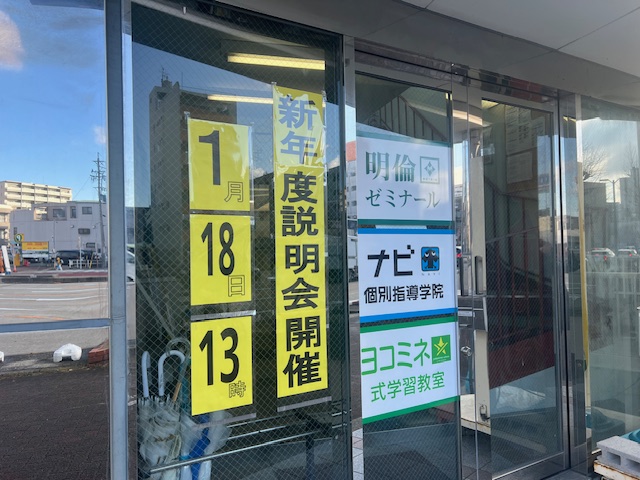 1月
18日
13時
新年度説明会開催
明倫
ゼミナール
ナビ
個別指導学院
ヨコミネ
式学習教室